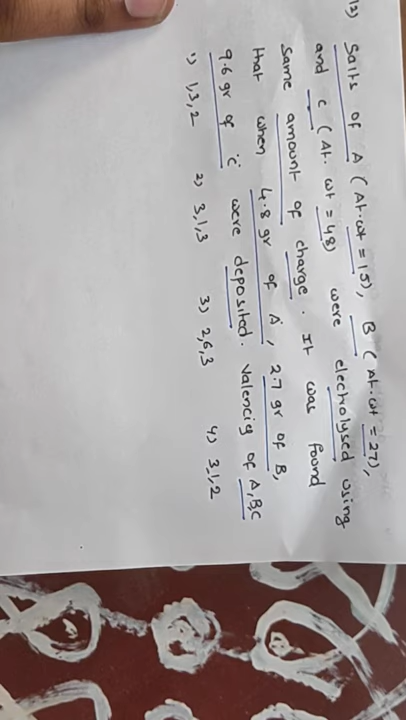 12) Salts of A (At. wt = 15), B (At. wt = 27),
and C (At. wt = 48) were electrolysed using
same amount of charge. It was found
that when 4.8 gr of A, 2.7 gr of B,
9.6 gr of 'C' were deposited. Valencies of A,B,C
1) 1,3,2 2) 3,1,3 3) 2,6,3 4) 3,1,2